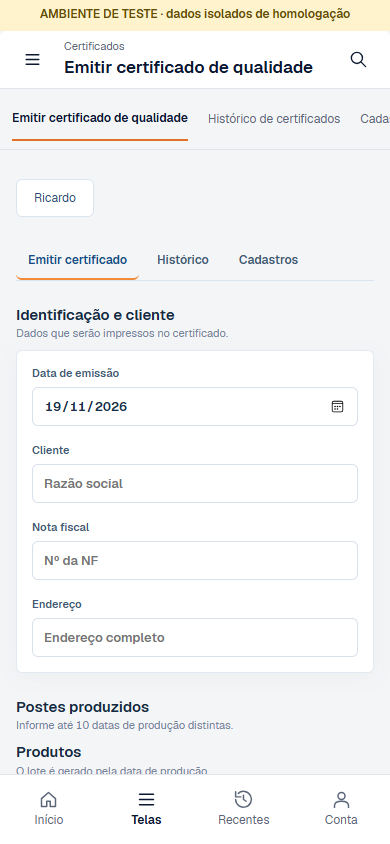 AMBIENTE DE TESTE · dados isolados de homologação
Certificados
Emitir certificado de qualidade
Emitir certificado de qualidade Histórico de certificados
Ricardo
Emitir certificado Histórico Cadastros
Identificação e cliente
Dados que serão impressos no certificado.
Data de emissão
19/11/2026
Cliente
Razão social
Nota fiscal
Nº da NF
Endereço
Endereço completo
Postes produzidos
Informe até 10 datas de produção distintas.
Produtos
O lote é gerado pela data de produção
Início Telas Recentes Conta